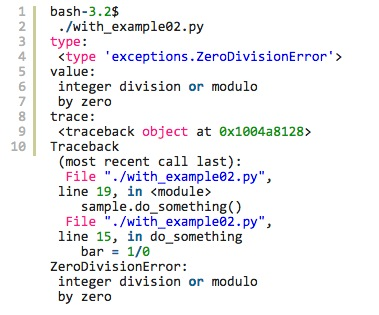 1 bash-3.2$
2 ./with_example02.py
3 type:
4 <type 'exceptions.ZeroDivisionError'>
5 value:
6 integer division or modulo
7 by zero
8 trace:
9 <traceback object at 0x1004a8128>
10 Traceback
(most recent call last):
File "./with_example02.py",
line 19, in <module>
sample.do_something()
File "./with_example02.py",
line 15, in do_something
bar = 1/0
ZeroDivisionError:
integer division or modulo
by zero